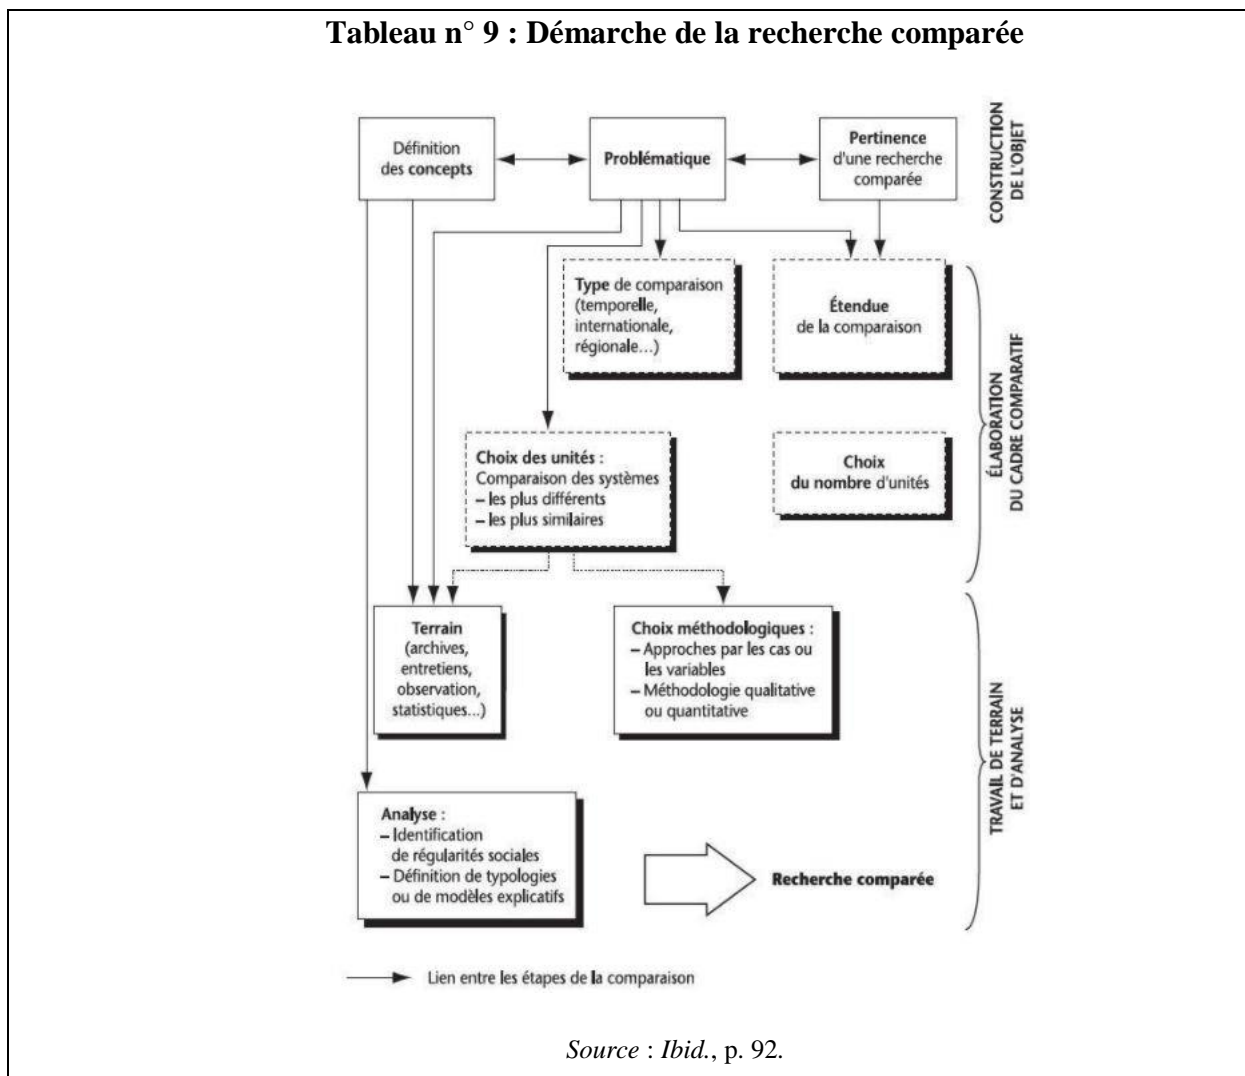 Tableau n° 9 : Démarche de la recherche comparée
Définition
des concepts
Problématique
Pertinence
d'une recherche
comparée
CONSTRUCTION
DE L'OBJET
Type de comparaison
(temporelle,
internationale,
régionale...)
Étendue
de la comparaison
Choix des unités :
Comparaison des systèmes
– les plus différents
– les plus similaires
Choix
du nombre d'unités
ÉLABORATION
DU CADRE COMPARATIF
Terrain
(archives,
entretiens,
observation,
statistiques...)
Choix méthodologiques :
– Approches par les cas ou
les variables
– Méthodologie qualitative
ou quantitative
Analyse :
– Identification
de régularités sociales
– Définition de typologies
ou de modèles explicatifs
Recherche comparée
TRAVAIL DE TERRAIN
ET D'ANALYSE
Lien entre les étapes de la comparaison
Source : Ibid., p. 92.